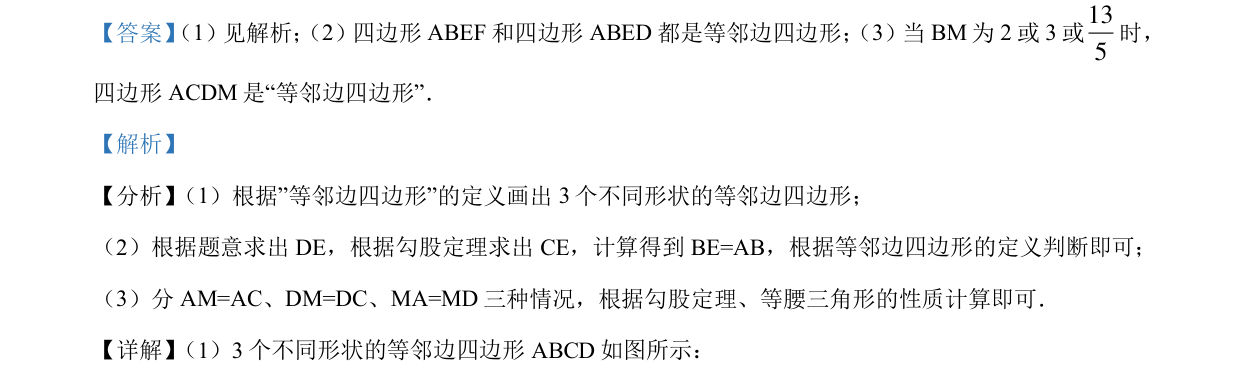 【答案】（1）见解析；（2）四边形 ABEF 和四边形 ABED 都是等邻边四边形；（3）当 BM 为 2 或 3 或 13/5 时，
四边形 ACDM 是“等邻边四边形”．
【解析】
【分析】（1）根据”等邻边四边形”的定义画出 3 个不同形状的等邻边四边形；
（2）根据题意求出 DE，根据勾股定理求出 CE，计算得到 BE=AB，根据等邻边四边形的定义判断即可；
（3）分 AM=AC、DM=DC、MA=MD 三种情况，根据勾股定理、等腰三角形的性质计算即可．
【详解】（1）3 个不同形状的等邻边四边形 ABCD 如图所示：